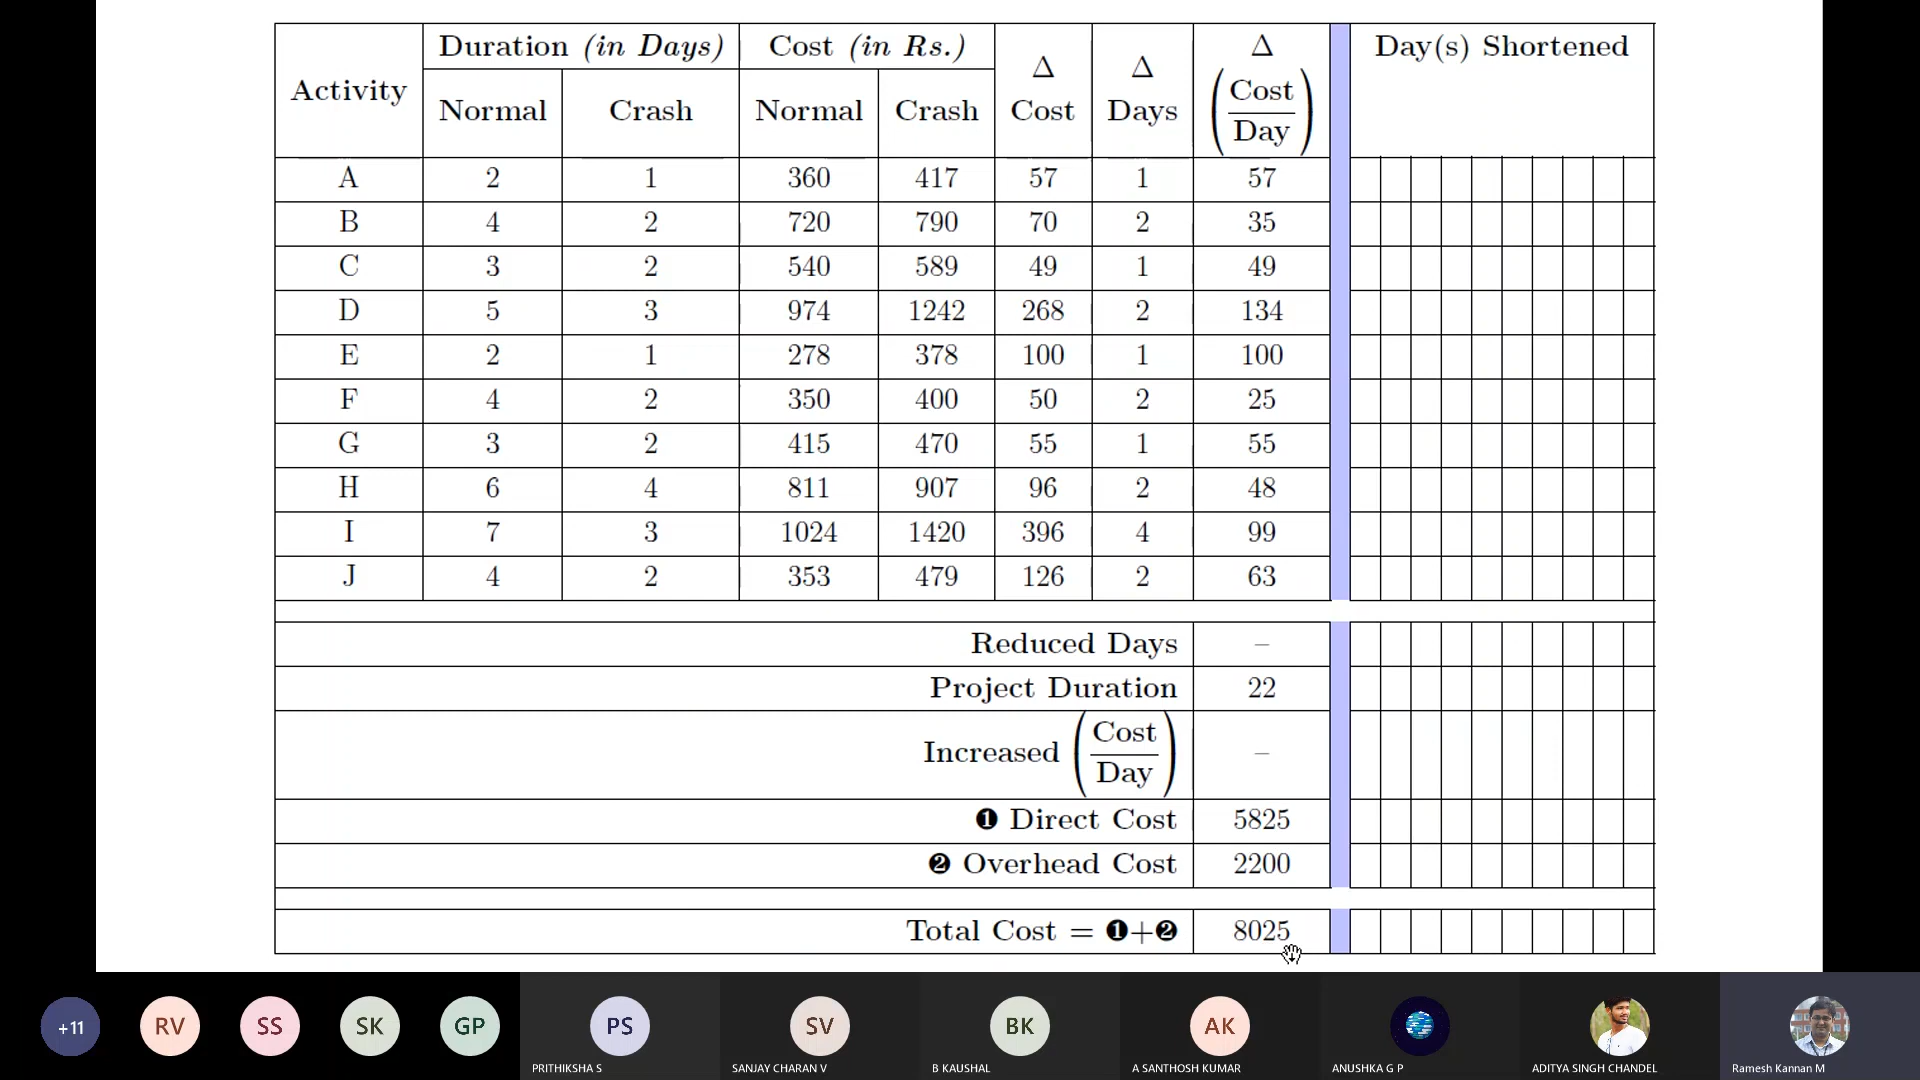 Activity Duration (in Days) Cost (in Rs.) Δ Cost Δ Days Δ (Cost/Day) Day(s) Shortened
Normal Crash Normal Crash
A 2 1 360 417 57 1 57
B 4 2 720 790 70 2 35
C 3 2 540 589 49 1 49
D 5 3 974 1242 268 2 134
E 2 1 278 378 100 1 100
F 4 2 350 400 50 2 25
G 3 2 415 470 55 1 55
H 6 4 811 907 96 2 48
I 7 3 1024 1420 396 4 99
J 4 2 353 479 126 2 63
Reduced Days –
Project Duration 22
Increased (Cost/Day) –
❶ Direct Cost 5825
❷ Overhead Cost 2200
Total Cost = ❶+❷ 8025
+11 RV SS SK GP PS SV BK AK
PRITHIKSHA S SANJAY CHARAN V B KAUSHAL A SANTHOSH KUMAR ANUSHKA G P ADITYA SINGH CHANDEL Ramesh Kannan M